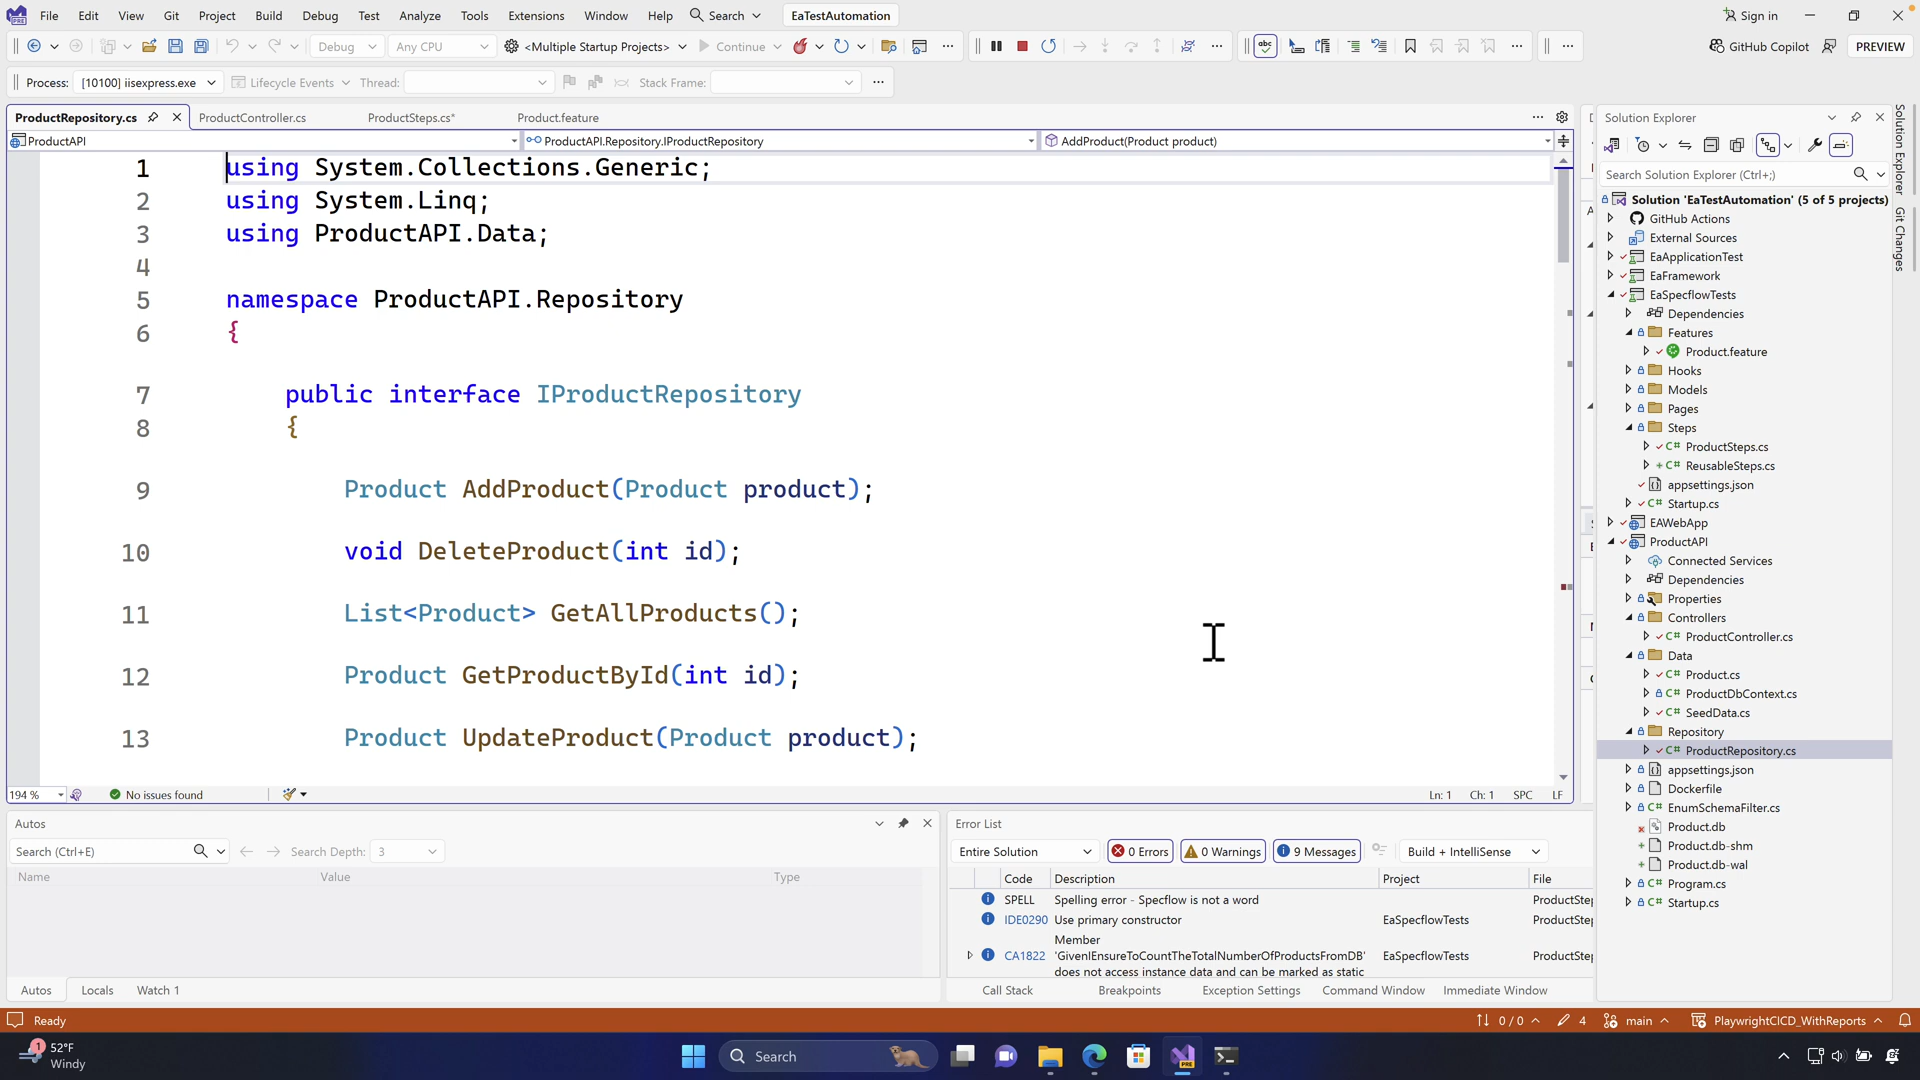 File Edit View Git Project Build Debug Test Analyze Tools Extensions Window Help Search EaTestAutomation Sign in
Debug Any CPU <Multiple Startup Projects> Continue GitHub Copilot PREVIEW
Process: [10100] iisexpress.exe Lifecycle Events Thread: Stack Frame:
ProductRepository.cs ProductController.cs ProductSteps.cs* Product.feature
ProductAPI ProductAPI.Repository.IProductRepository AddProduct(Product product)
1 using System.Collections.Generic;
2 using System.Linq;
3 using ProductAPI.Data;
4
5 namespace ProductAPI.Repository
6 {
7 public interface IProductRepository
8 {
9 Product AddProduct(Product product);
10 void DeleteProduct(int id);
11 List<Product> GetAllProducts();
12 Product GetProductById(int id);
13 Product UpdateProduct(Product product);
194 % No issues found Ln: 1 Ch: 1 SPC LF
Autos
Search (Ctrl+E) Search Depth: 3
Name Value Type
Autos Locals Watch 1
Error List
Entire Solution 0 Errors 0 Warnings 9 Messages Build + IntelliSense
Code Description Project File
SPELL Spelling error - Specflow is not a word ProductStep
IDE0290 Use primary constructor EaSpecflowTests ProductStep
Member
CA1822 'GivenIEnsureToCountTheTotalNumberOfProductsFromDB' EaSpecflowTests ProductStep
does not access instance data and can be marked as static
Call Stack Breakpoints Exception Settings Command Window Immediate Window
Solution Explorer
Search Solution Explorer (Ctrl+;)
Solution 'EaTestAutomation' (5 of 5 projects)
GitHub Actions
External Sources
EaApplicationTest
EaFramework
EaSpecflowTests
Dependencies
Features
Product.feature
Hooks
Models
Pages
Steps
ProductSteps.cs
ReusableSteps.cs
appsettings.json
Startup.cs
EAWebApp
ProductAPI
Connected Services
Dependencies
Properties
Controllers
ProductController.cs
Data
Product.cs
ProductDbContext.cs
SeedData.cs
Repository
ProductRepository.cs
appsettings.json
Dockerfile
EnumSchemaFilter.cs
Product.db
Product.db-shm
Product.db-wal
Program.cs
Startup.cs
Solution Explorer
Git Changes
Ready 0 / 0 4 main PlaywrightCICD_WithReports
1 52°F
Windy
Search